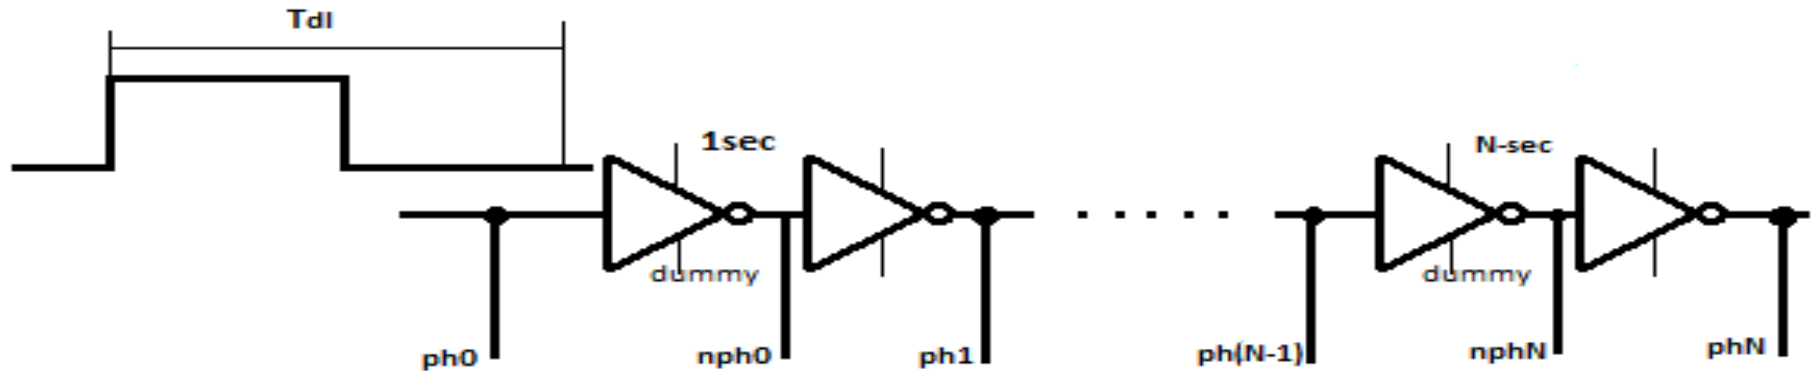 Tdl
1sec
N-sec
dummy
dummy
ph0
nph0
ph1
ph(N-1)
nphN
phN